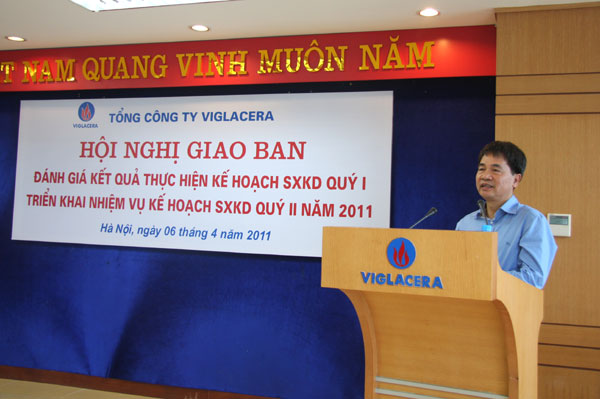 T NAM QUANG VINH MUÔN NĂM
VIGLACERA
TỔNG CÔNG TY VIGLACERA
HỘI NGHỊ GIAO BAN
ĐÁNH GIÁ KẾT QUẢ THỰC HIỆN KẾ HOẠCH SXKD QUÝ I
TRIỂN KHAI NHIỆM VỤ KẾ HOẠCH SXKD QUÝ II NĂM 2011
Hà Nội, ngày 06 tháng 4 năm 2011
VIGLACERA